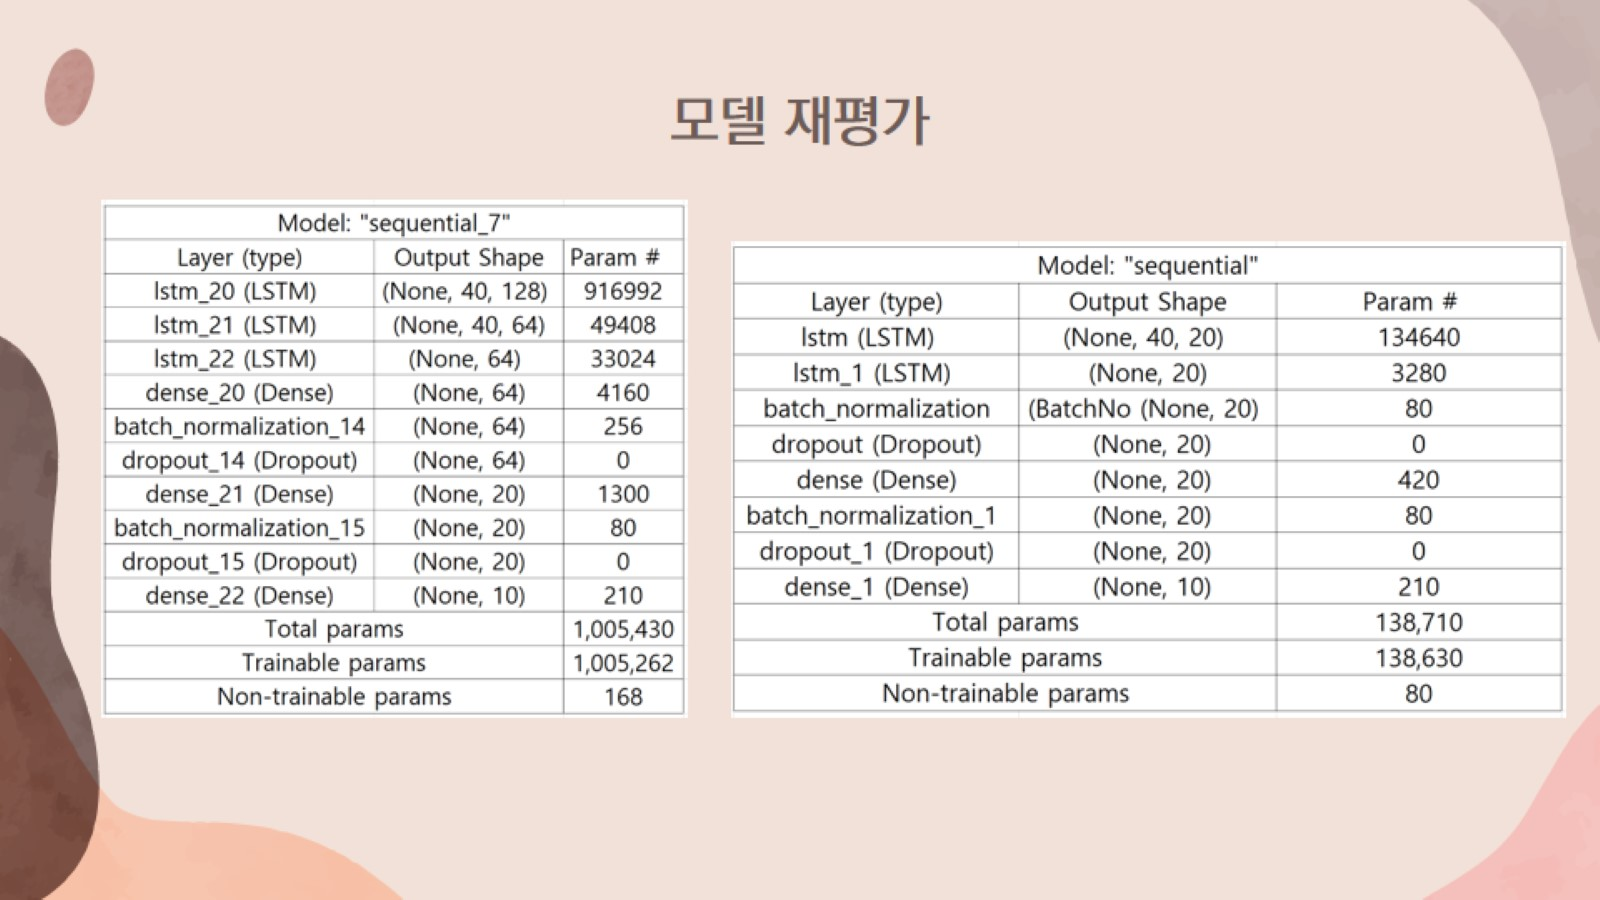 모델 재평가
Model: "sequential_7"
Layer (type) Output Shape Param #
lstm_20 (LSTM) (None, 40, 128) 916992
lstm_21 (LSTM) (None, 40, 64) 49408
lstm_22 (LSTM) (None, 64) 33024
dense_20 (Dense) (None, 64) 4160
batch_normalization_14 (None, 64) 256
dropout_14 (Dropout) (None, 64) 0
dense_21 (Dense) (None, 20) 1300
batch_normalization_15 (None, 20) 80
dropout_15 (Dropout) (None, 20) 0
dense_22 (Dense) (None, 10) 210
Total params 1,005,430
Trainable params 1,005,262
Non-trainable params 168
Model: "sequential"
Layer (type) Output Shape Param #
lstm (LSTM) (None, 40, 20) 134640
lstm_1 (LSTM) (None, 20) 3280
batch_normalization (BatchNo (None, 20) 80
dropout (Dropout) (None, 20) 0
dense (Dense) (None, 20) 420
batch_normalization_1 (None, 20) 80
dropout_1 (Dropout) (None, 20) 0
dense_1 (Dense) (None, 10) 210
Total params 138,710
Trainable params 138,630
Non-trainable params 80